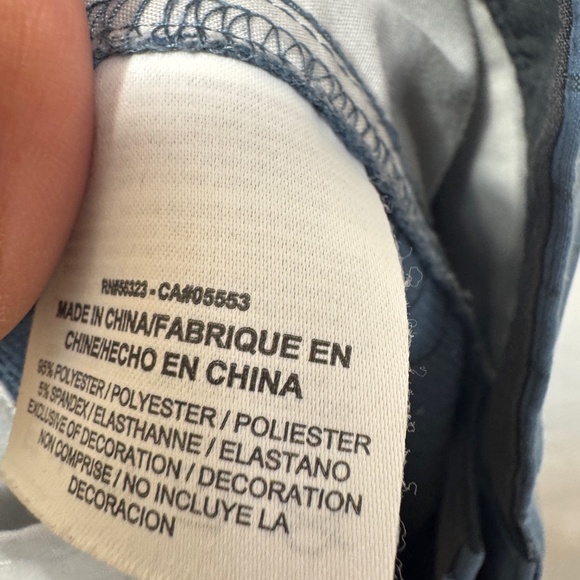 RN#56323 - CA#05553
MADE IN CHINA/FABRIQUE EN
CHINE/HECHO EN CHINA
95% POLYESTER / POLYESTER / POLIESTER
5% SPANDEX / ELASTHANNE / ELASTANO
EXCLUSIVE OF DECORATION / DECORATION
NON COMPRISE / NO INCLUYE LA
DECORACION